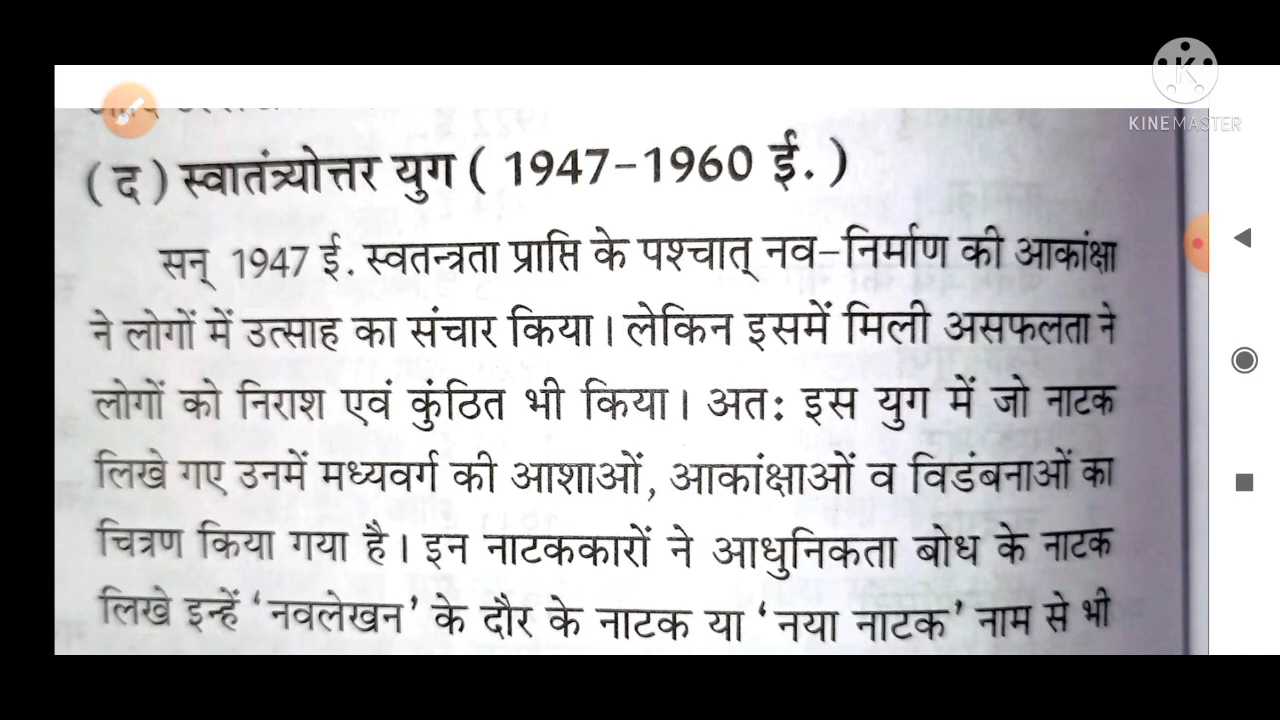 KINEMASTER
(द) स्वातंत्र्योत्तर युग ( 1947-1960 ई. )
सन् 1947 ई. स्वतन्त्रता प्राप्ति के पश्चात् नव-निर्माण की आकांक्षा
ने लोगों में उत्साह का संचार किया। लेकिन इसमें मिली असफलता ने
लोगों को निराश एवं कुंठित भी किया। अत: इस युग में जो नाटक
लिखे गए उनमें मध्यवर्ग की आशाओं, आकांक्षाओं व विडंबनाओं का
चित्रण किया गया है। इन नाटककारों ने आधुनिकता बोध के नाटक
लिखे इन्हें ‘नवलेखन’ के दौर के नाटक या ‘नया नाटक’ नाम से भी